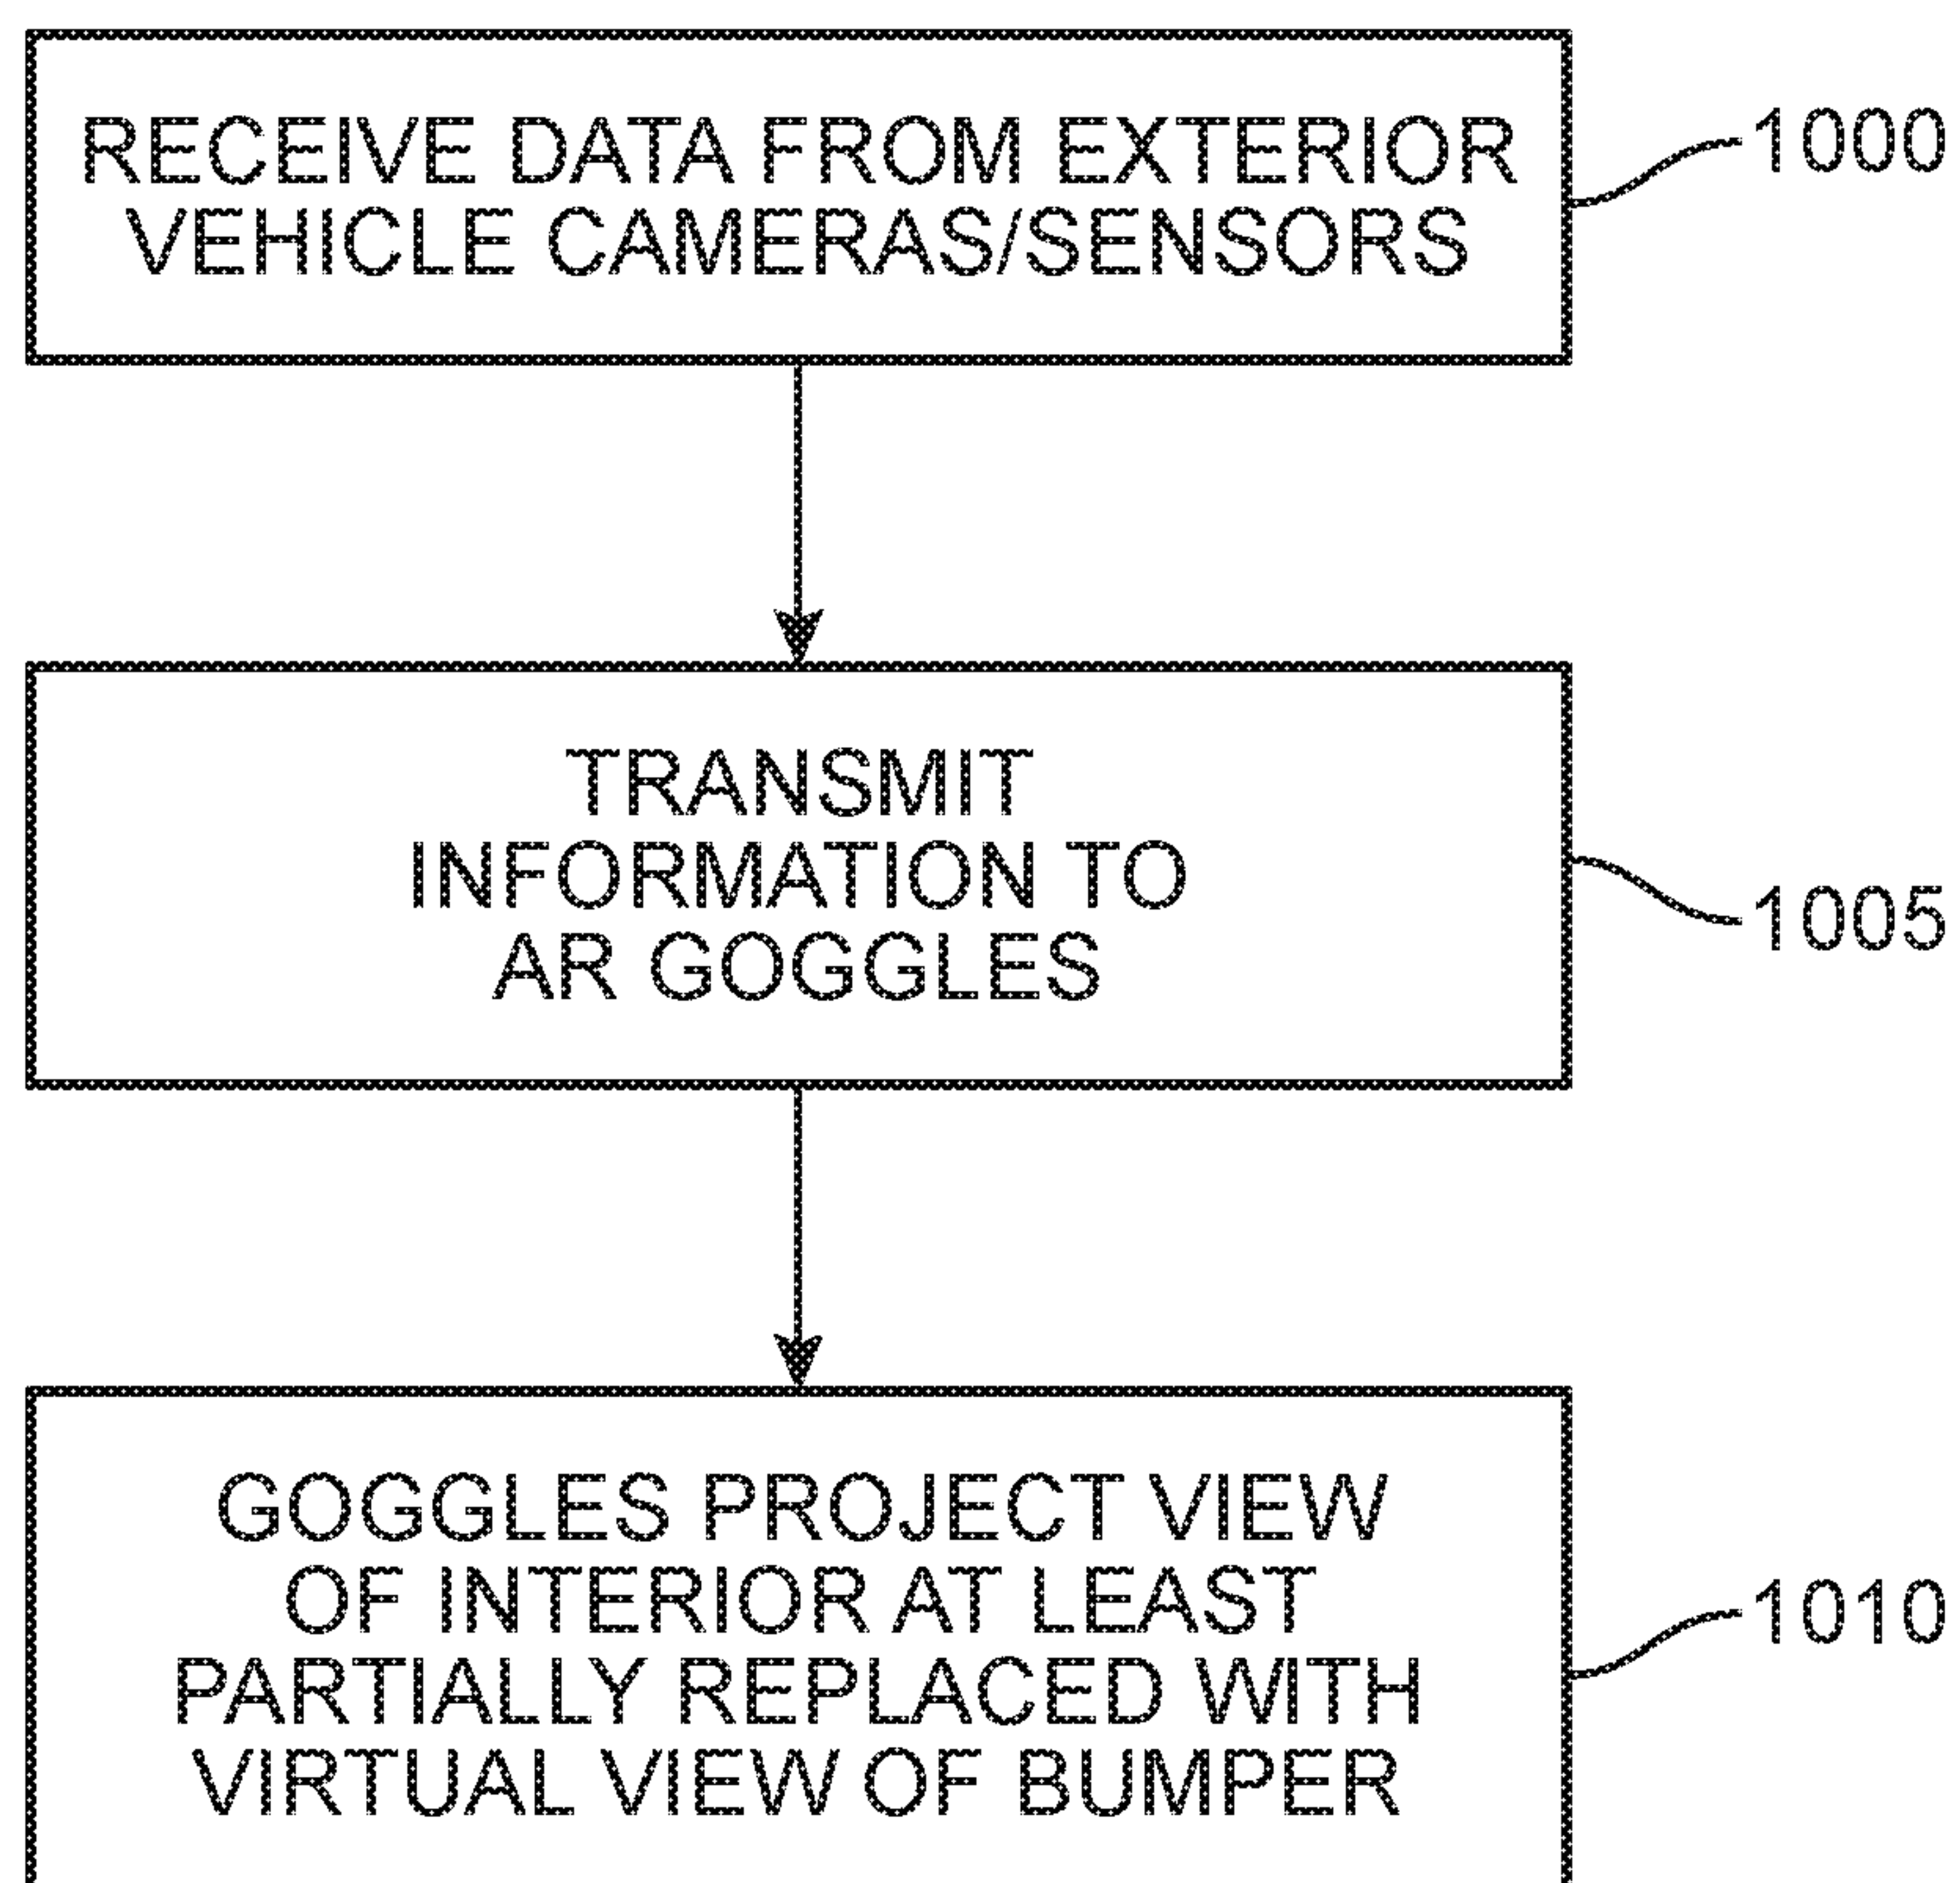 RECEIVE DATA FROM EXTERIOR
VEHICLE CAMERAS/SENSORS
1000
TRANSMIT
INFORMATION TO
AR GOGGLES
1005
GOGGLES PROJECT VIEW
OF INTERIOR AT LEAST
PARTIALLY REPLACED WITH
VIRTUAL VIEW OF BUMPER
1010